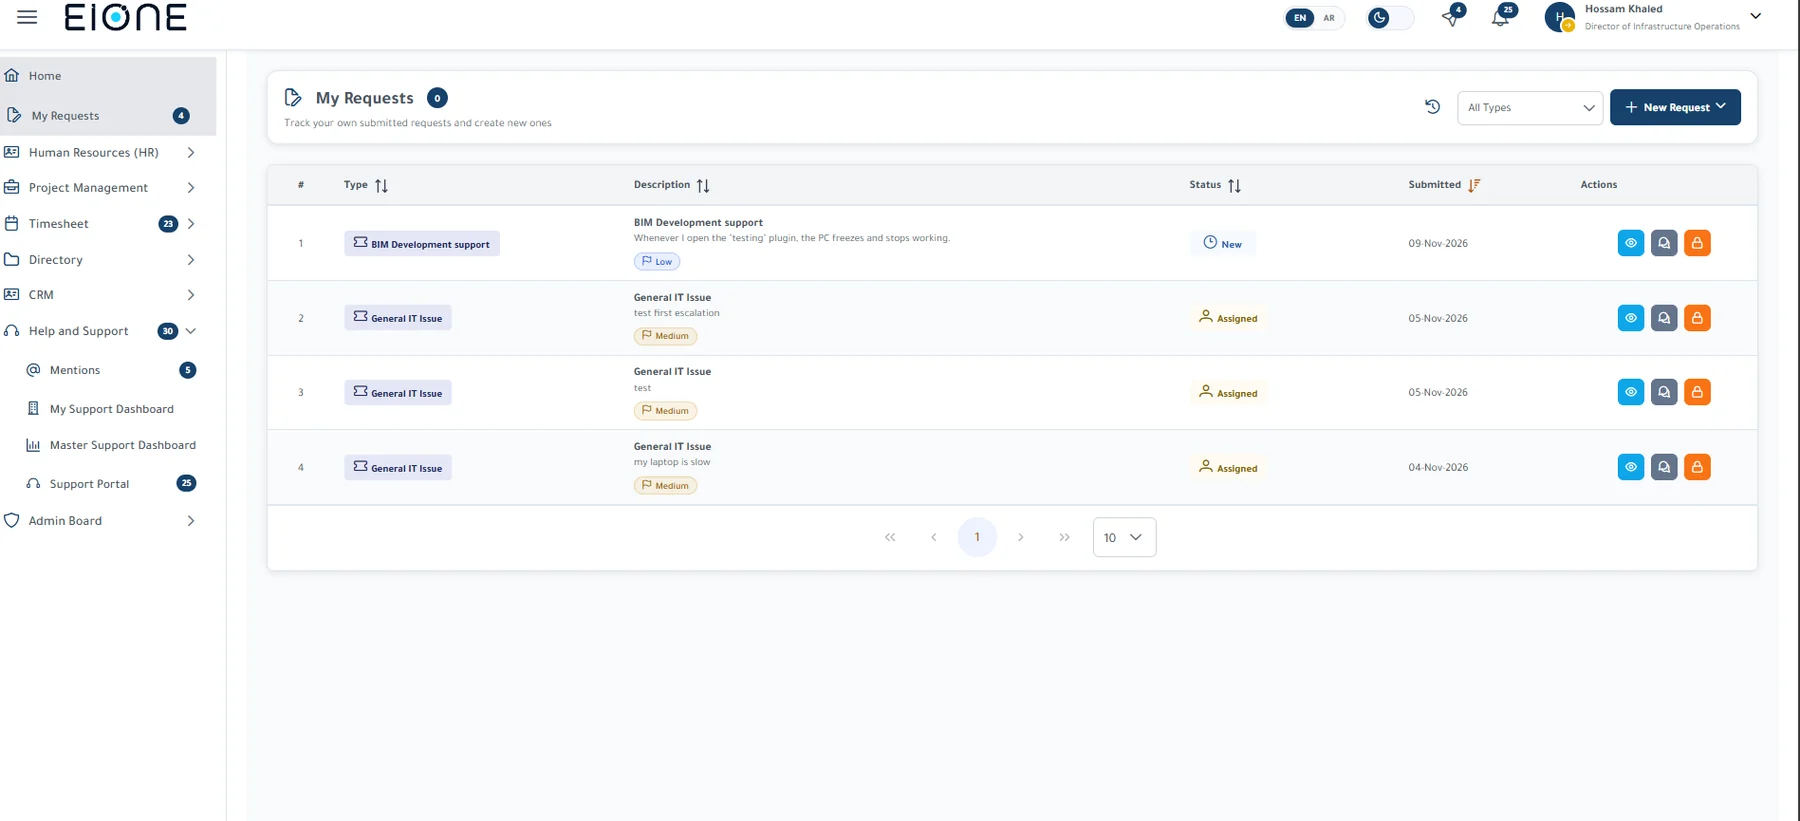 EIONE
EN AR
4
25
H
Hossam Khaled
Director of Infrastructure Operations
Home
My Requests 4
Human Resources (HR)
Project Management
Timesheet 23
Directory
CRM
Help and Support 30
Mentions 5
My Support Dashboard
Master Support Dashboard
Support Portal 25
Admin Board
My Requests 0
Track your own submitted requests and create new ones
All Types
+ New Request
# Type Description Status Submitted Actions
1 BIM Development support
BIM Development support
Whenever I open the 'testing' plugin, the PC freezes and stops working.
Low
New
09-Nov-2026
2 General IT Issue
General IT Issue
test first escalation
Medium
Assigned
05-Nov-2026
3 General IT Issue
General IT Issue
test
Medium
Assigned
05-Nov-2026
4 General IT Issue
General IT Issue
my laptop is slow
Medium
Assigned
04-Nov-2026
« ‹ 1 › » 10